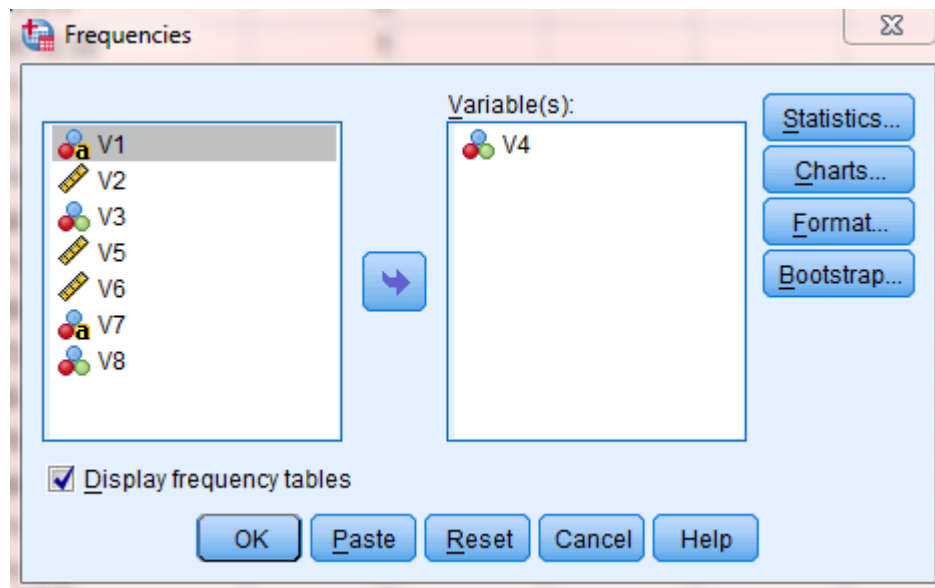 Frequencies
Variable(s):
V1
V2
V3
V5
V6
V7
V8
V4
Statistics...
Charts...
Format...
Bootstrap...
Display frequency tables
OK Paste Reset Cancel Help